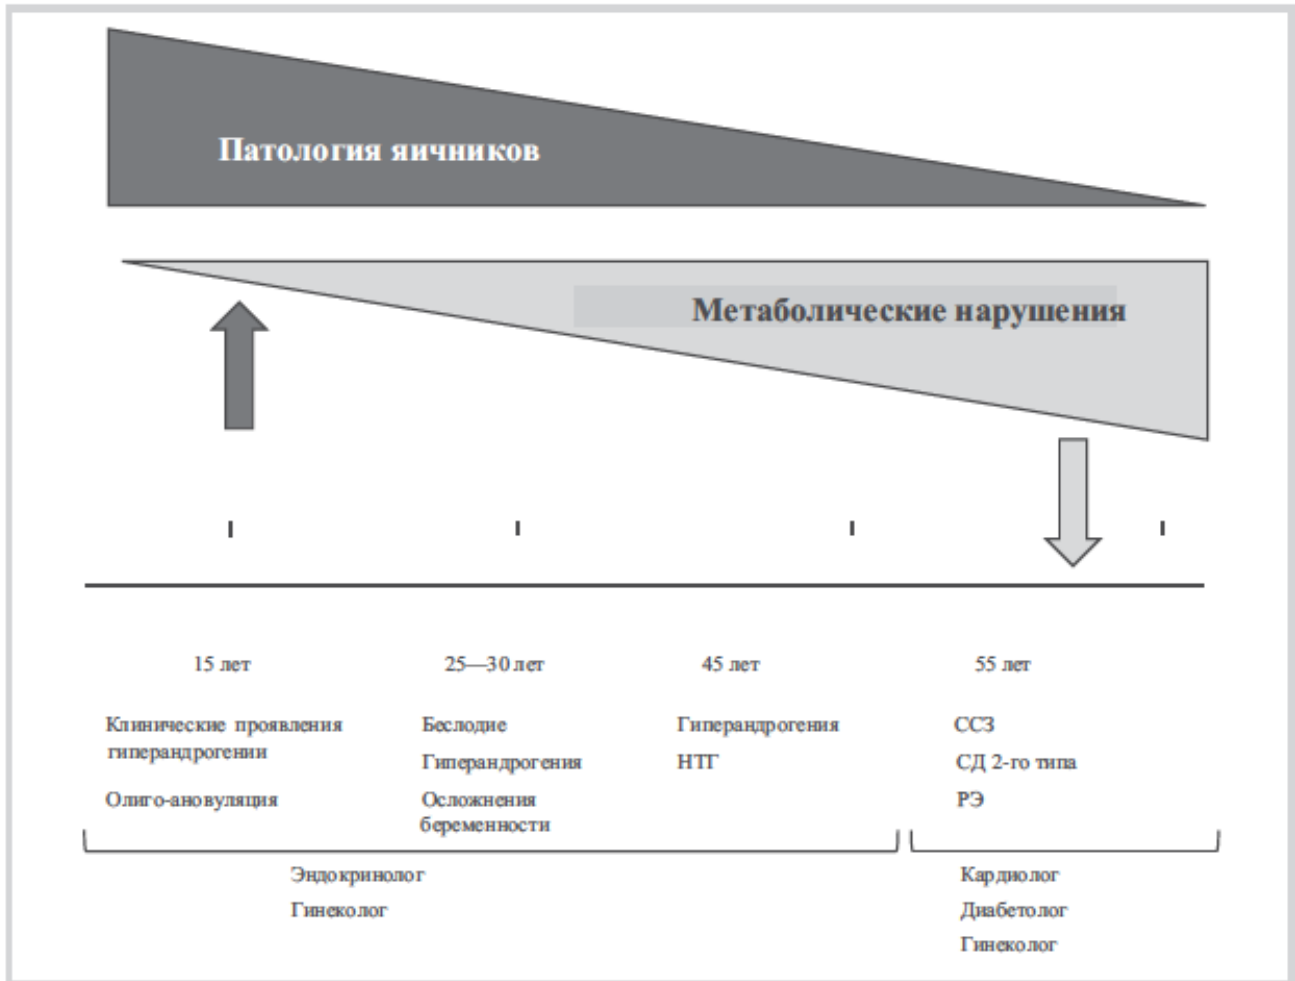 Патология яичников
Метаболические нарушения
15 лет
25—30 лет
45 лет
55 лет
Клинические проявления
гиперандрогении
Олиго-ановуляция
Беслодие
Гиперандрогения
Осложнения
беременности
Гиперандрогения
НТГ
ССЗ
СД 2-го типа
РЭ
Эндокринолог
Гинеколог
Кардиолог
Диабетолог
Гинеколог